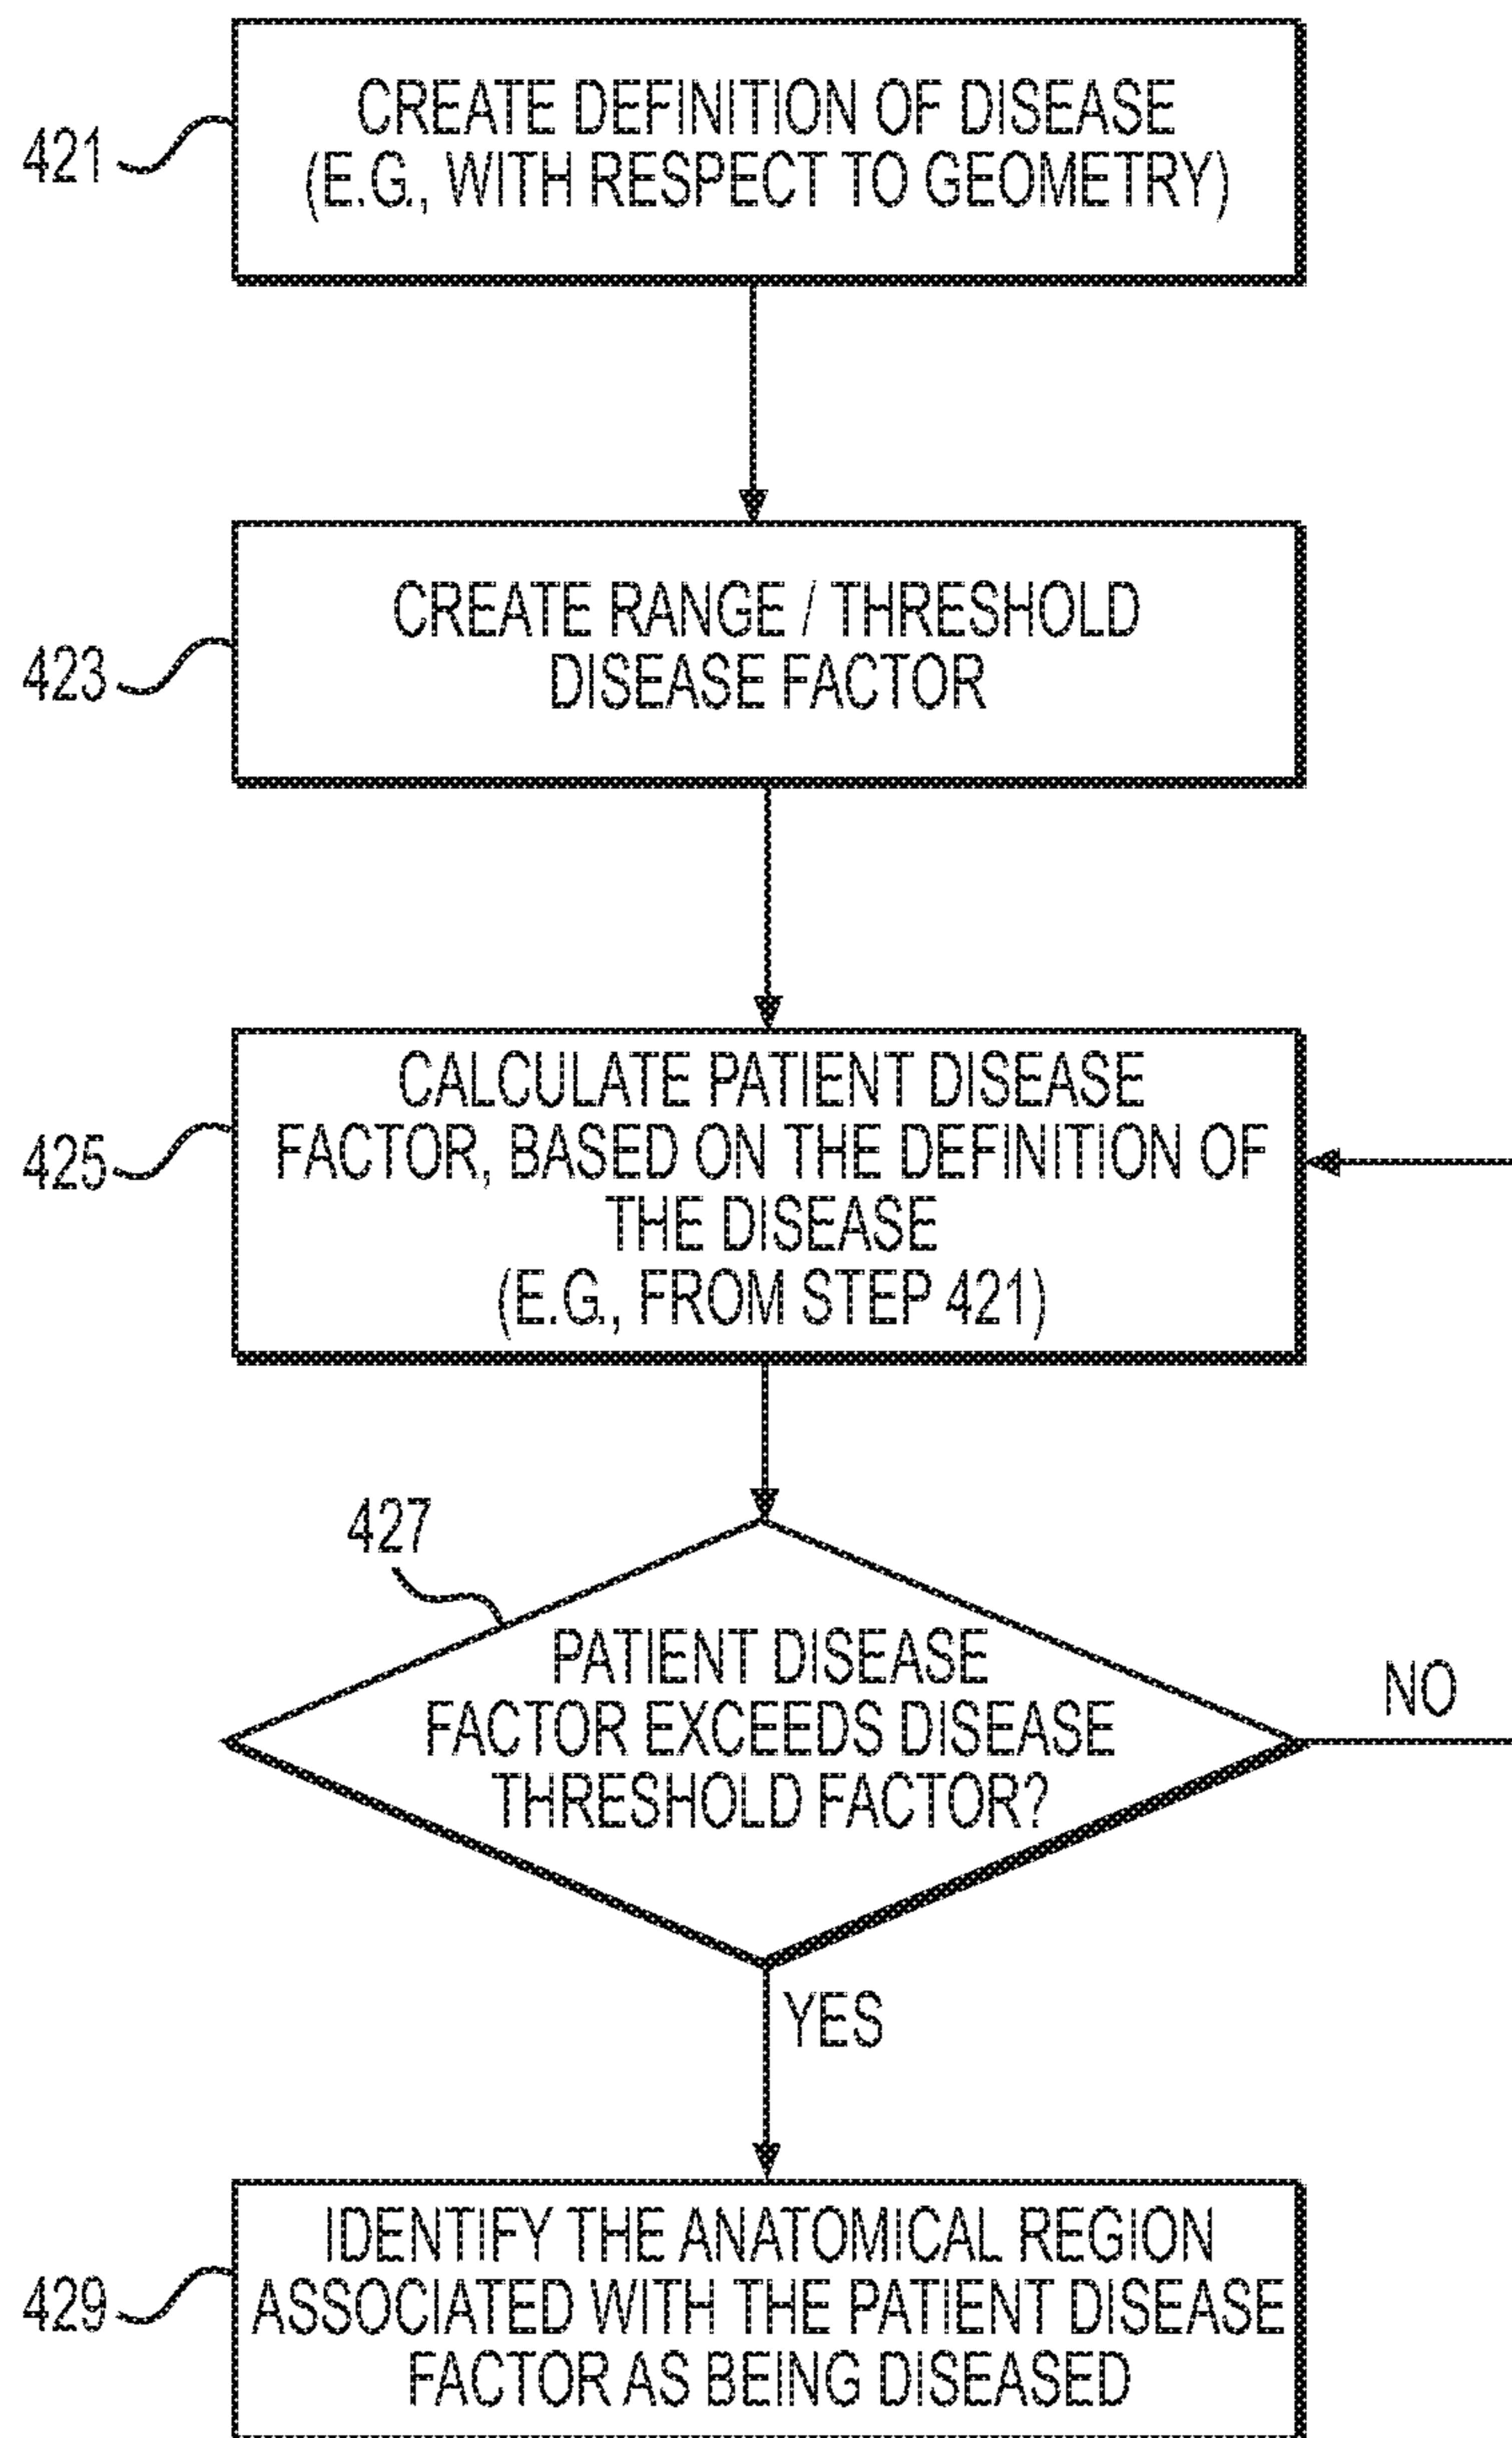 421
CREATE DEFINITION OF DISEASE
(E.G., WITH RESPECT TO GEOMETRY)
423
CREATE RANGE / THRESHOLD
DISEASE FACTOR
425
CALCULATE PATIENT DISEASE
FACTOR, BASED ON THE DEFINITION OF
THE DISEASE
(E.G., FROM STEP 421)
427
PATIENT DISEASE
FACTOR EXCEEDS DISEASE
THRESHOLD FACTOR?
NO
YES
429
IDENTIFY THE ANATOMICAL REGION
ASSOCIATED WITH THE PATIENT DISEASE
FACTOR AS BEING DISEASED